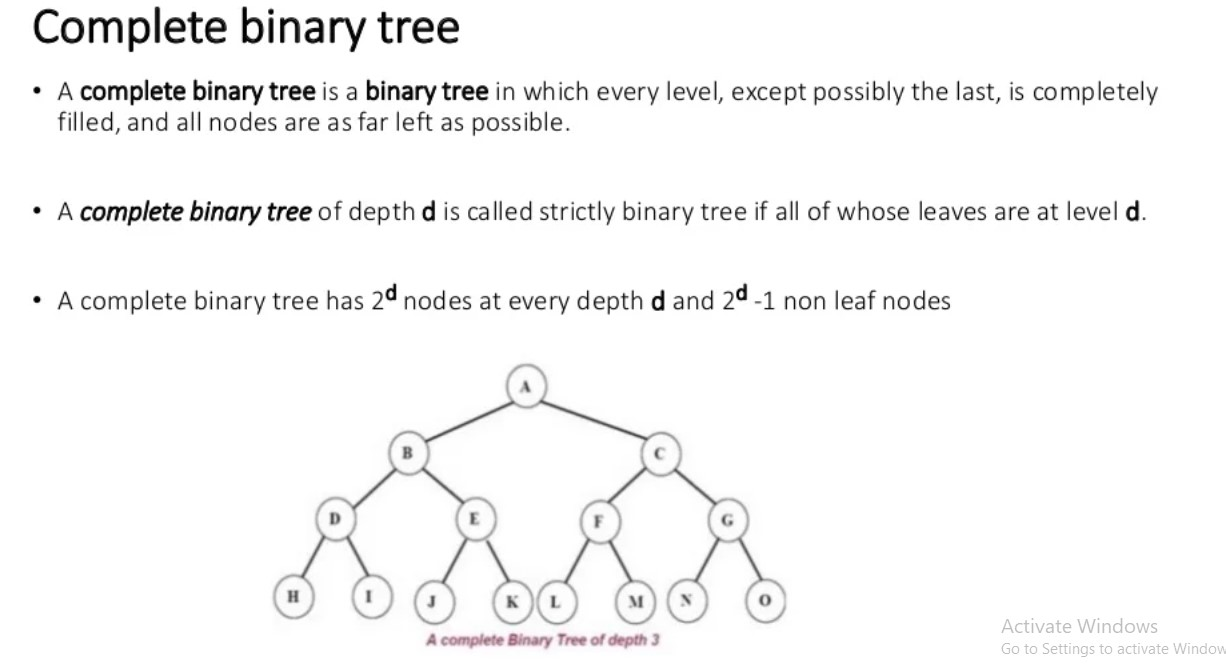 Complete binary tree
• A complete binary tree is a binary tree in which every level, except possibly the last, is completely
filled, and all nodes are as far left as possible.
• A complete binary tree of depth d is called strictly binary tree if all of whose leaves are at level d.
• A complete binary tree has 2ᵈ nodes at every depth d and 2ᵈ -1 non leaf nodes
A
B C
D E F G
H I J K L M N O
A complete Binary Tree of depth 3
Activate Windows
Go to Settings to activate Window